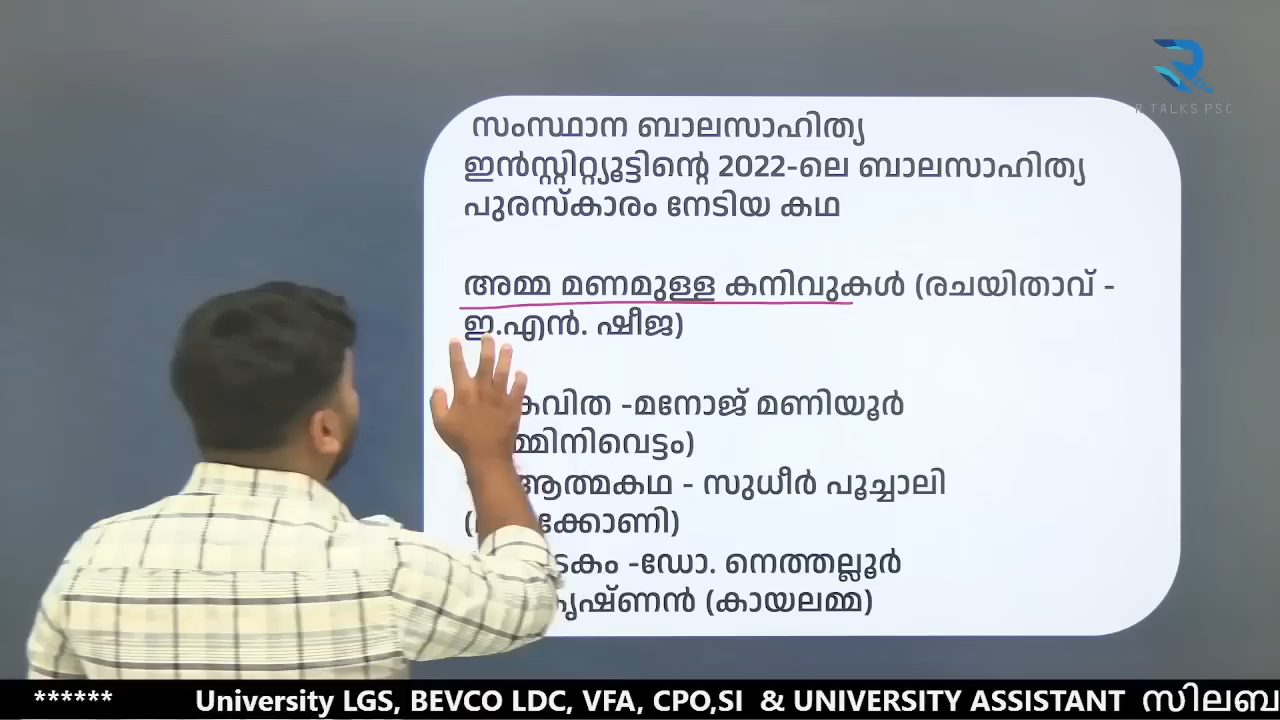 R TALKS PSC
സംസ്ഥാന ബാലസാഹിത്യ
ഇൻസ്റ്റിറ്റ്യൂട്ടിന്റെ 2022-ലെ ബാലസാഹിത്യ
പുരസ്‌കാരം നേടിയ കഥ
അമ്മ മണമുള്ള കനിവുകൾ (രചയിതാവ് -
ഇ.എൻ. ഷീജ)
കവിത -മനോജ് മണിയൂർ
ആത്മകഥ - സുധീർ പൂച്ചാലി
-ഡോ. നെത്തല്ലൂർ
(കായലമ്മ)
****** University LGS, BEVCO LDC, VFA, CPO,SI & UNIVERSITY ASSISTANT